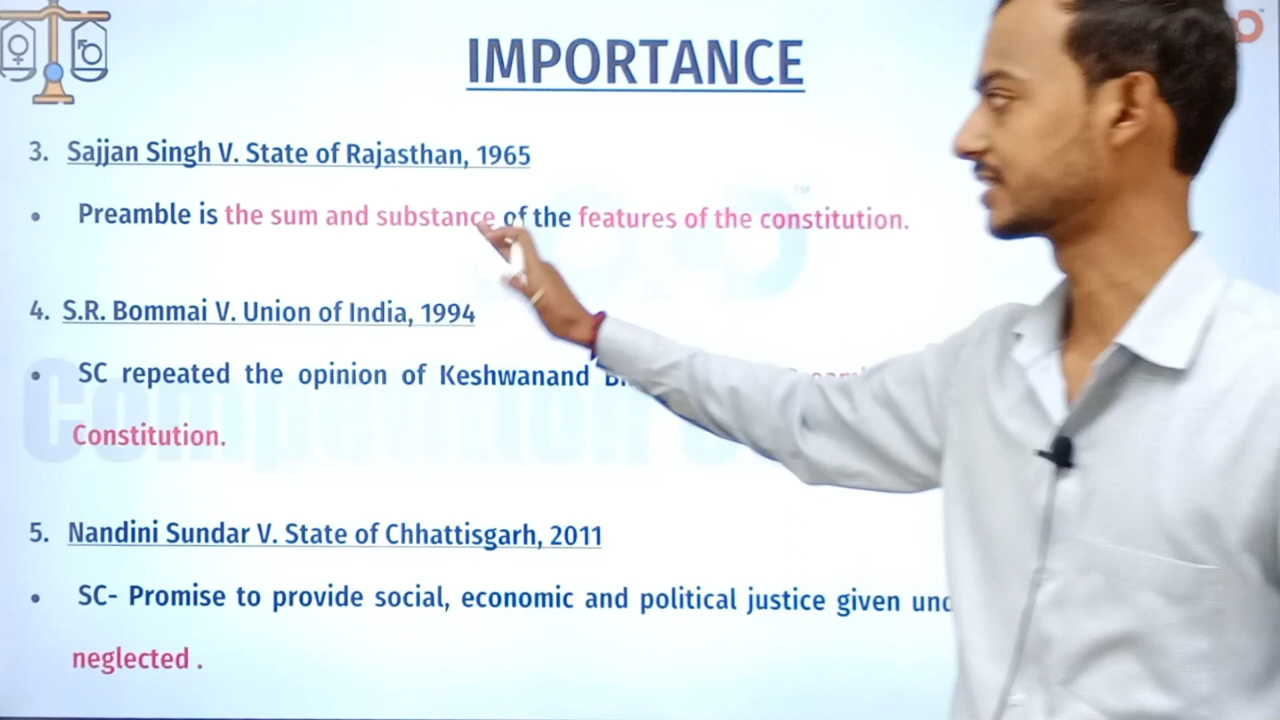 IMPORTANCE
3. Sajjan Singh V. State of Rajasthan, 1965
• Preamble is the sum and substance of the features of the constitution.
4. S.R. Bommai V. Union of India, 1994
• SC repeated the opinion of Keshwanand
Constitution.
5. Nandini Sundar V. State of Chhattisgarh, 2011
• SC- Promise to provide social, economic and political justice given
neglected .